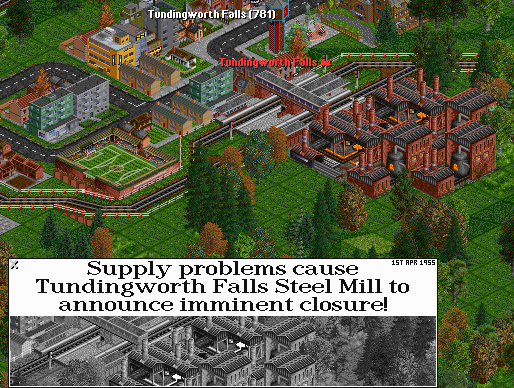 Tundingworth Falls (781)
Tundingworth Falls
1ST APR 1955
Supply problems cause
Tundingworth Falls Steel Mill to
announce imminent closure!